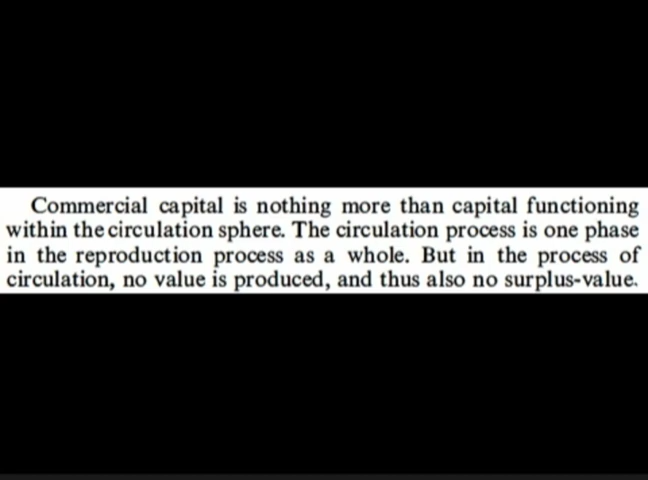 Commercial capital is nothing more than capital functioning
within the circulation sphere. The circulation process is one phase
in the reproduction process as a whole. But in the process of
circulation, no value is produced, and thus also no surplus-value.